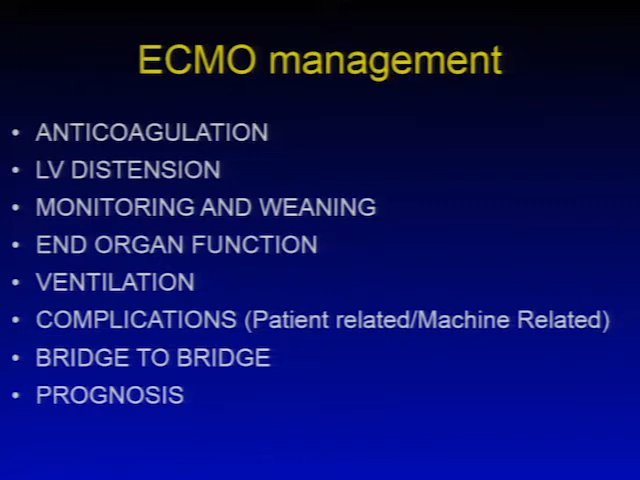 ECMO management
• ANTICOAGULATION
• LV DISTENSION
• MONITORING AND WEANING
• END ORGAN FUNCTION
• VENTILATION
• COMPLICATIONS (Patient related/Machine Related)
• BRIDGE TO BRIDGE
• PROGNOSIS